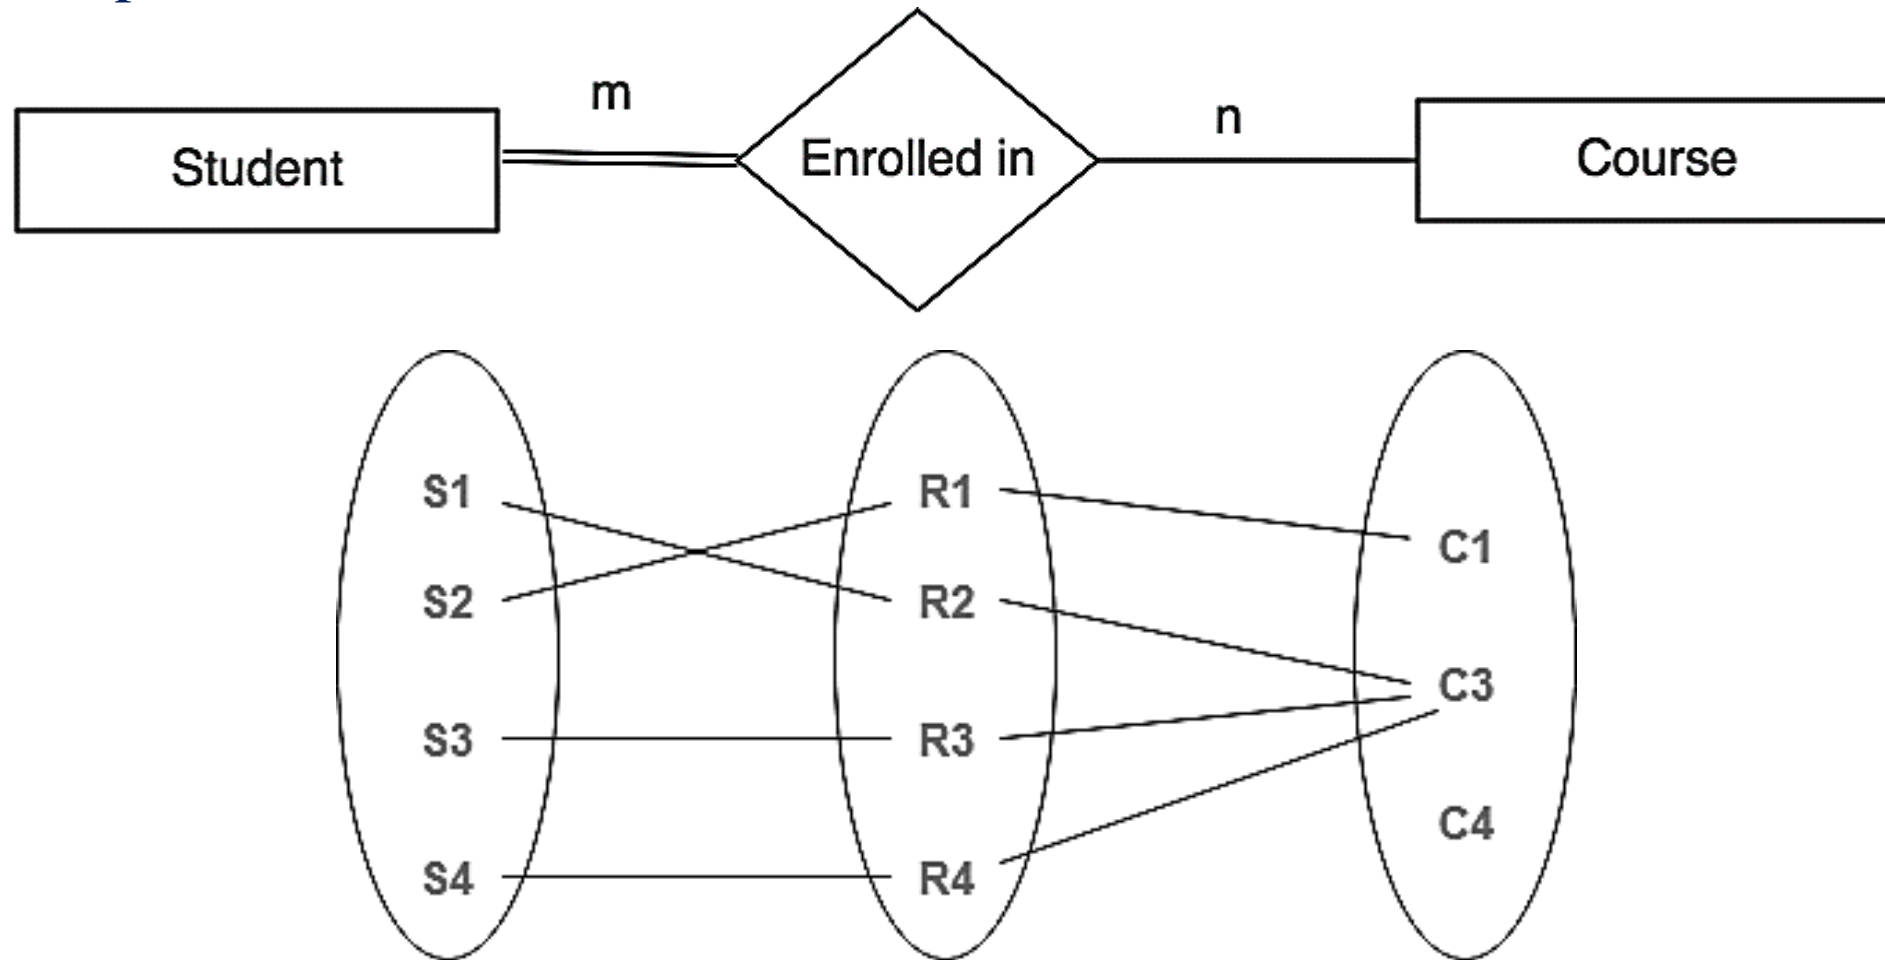 m
n
Student
Enrolled in
Course
S1
R1
C1
S2
R2
S3
R3
C3
C4
S4
R4